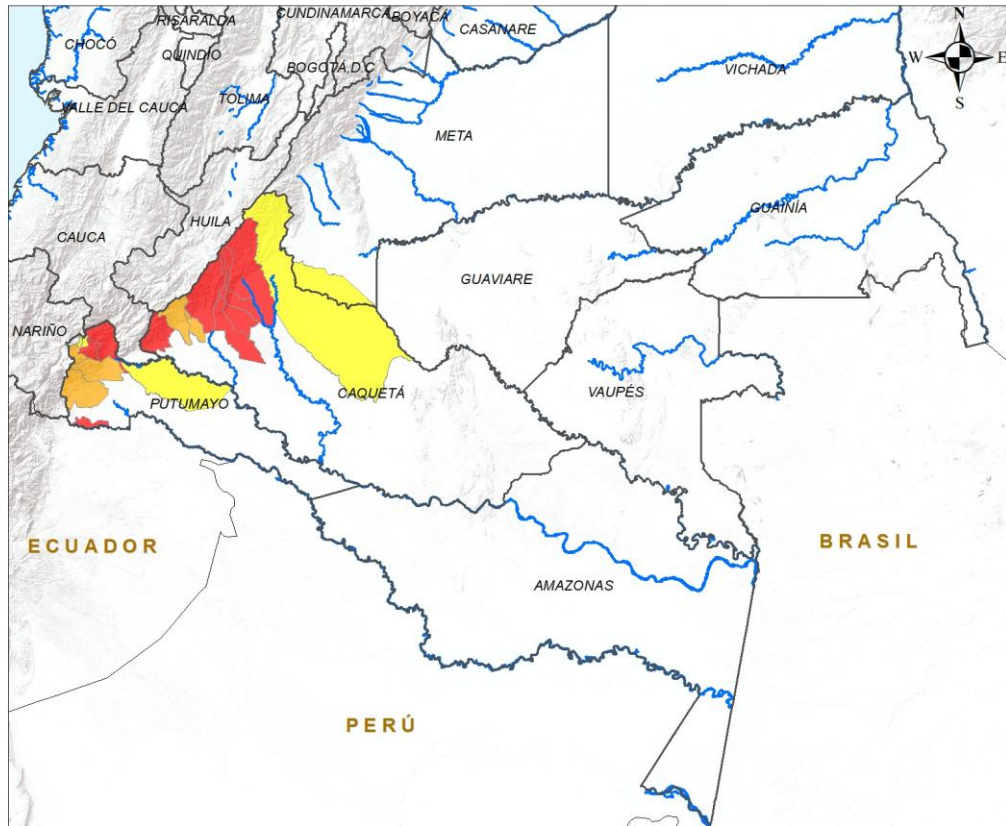 CUNDINAMARCA
BOYACÁ
RISARALDA
CASANARE
N
CHOCÓ
QUINDÍO
BOGOTÁ D.C
W
E
VICHADA
S
TOLIMA
VALLE DEL CAUCA
META
GUAINÍA
HUILA
CAUCA
GUAVIARE
NARIÑO
CAQUETÁ
VAUPÉS
PUTUMAYO
ECUADOR
BRASIL
AMAZONAS
PERÚ